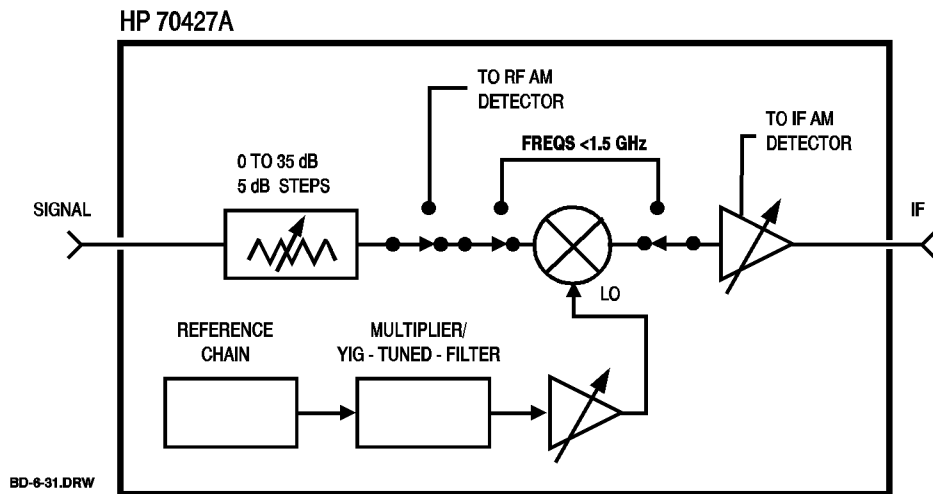 HP 70427A
TO RF AM
DETECTOR
TO IF AM
DETECTOR
FREQS <1.5 GHz
0 TO 35 dB
5 dB STEPS
SIGNAL
IF
LO
REFERENCE
CHAIN
MULTIPLIER/
YIG - TUNED - FILTER
BD-6-31.DRW